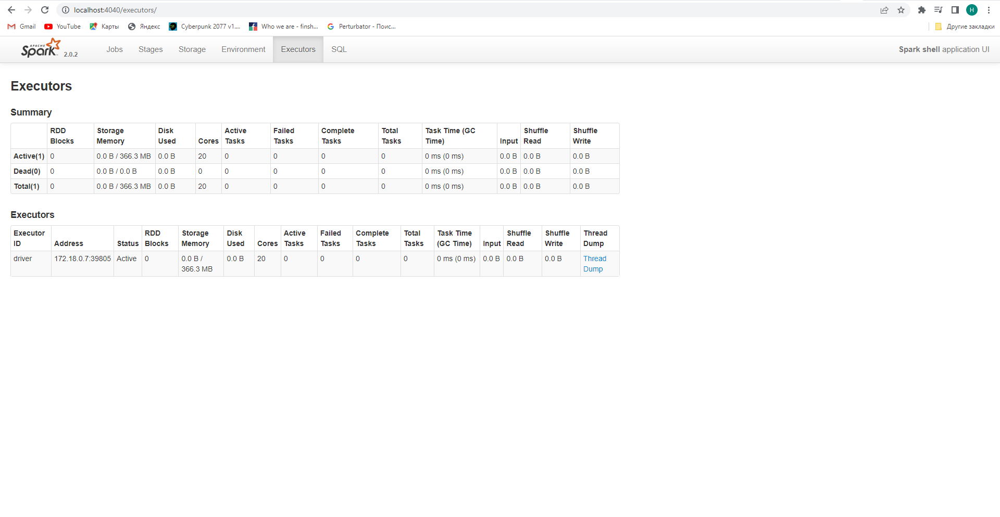 localhost:4040/executors/
H
Gmail YouTube Карты Яндекс Cyberpunk 2077 v1.... Who we are - finsh... Perturbator - Поис... Другие закладки
APACHE Spark 2.0.2 Jobs Stages Storage Environment Executors SQL Spark shell application UI
Executors
Summary
RDD Blocks Storage Memory Disk Used Cores Active Tasks Failed Tasks Complete Tasks Total Tasks Task Time (GC Time) Input Shuffle Read Shuffle Write
Active(1) 0 0.0 B / 366.3 MB 0.0 B 20 0 0 0 0 0 ms (0 ms) 0.0 B 0.0 B 0.0 B
Dead(0) 0 0.0 B / 0.0 B 0.0 B 0 0 0 0 0 0 ms (0 ms) 0.0 B 0.0 B 0.0 B
Total(1) 0 0.0 B / 366.3 MB 0.0 B 20 0 0 0 0 0 ms (0 ms) 0.0 B 0.0 B 0.0 B
Executors
Executor ID Address Status RDD Blocks Storage Memory Disk Used Cores Active Tasks Failed Tasks Complete Tasks Total Tasks Task Time (GC Time) Input Shuffle Read Shuffle Write Thread Dump
driver 172.18.0.7:39805 Active 0 0.0 B / 366.3 MB 0.0 B 20 0 0 0 0 0 ms (0 ms) 0.0 B 0.0 B 0.0 B Thread Dump